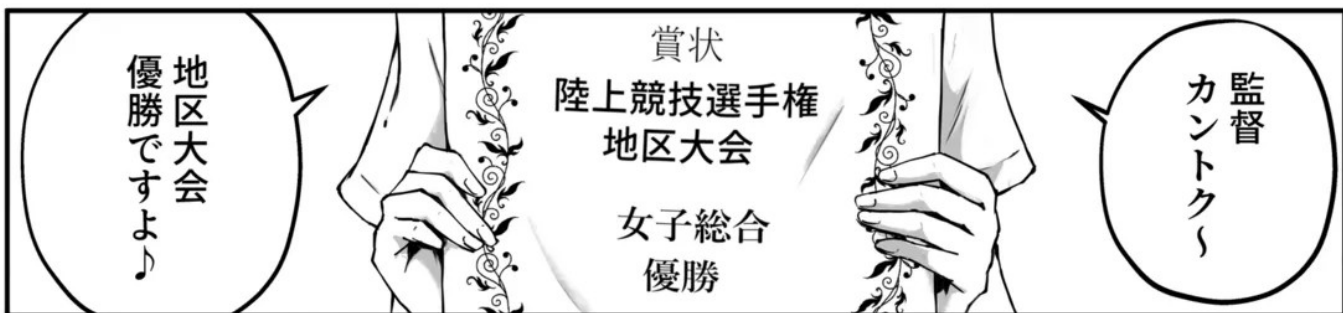 監督
カントク～
賞状
陸上競技選手権
地区大会
女子総合
優勝
地区大会
優勝ですよ♪